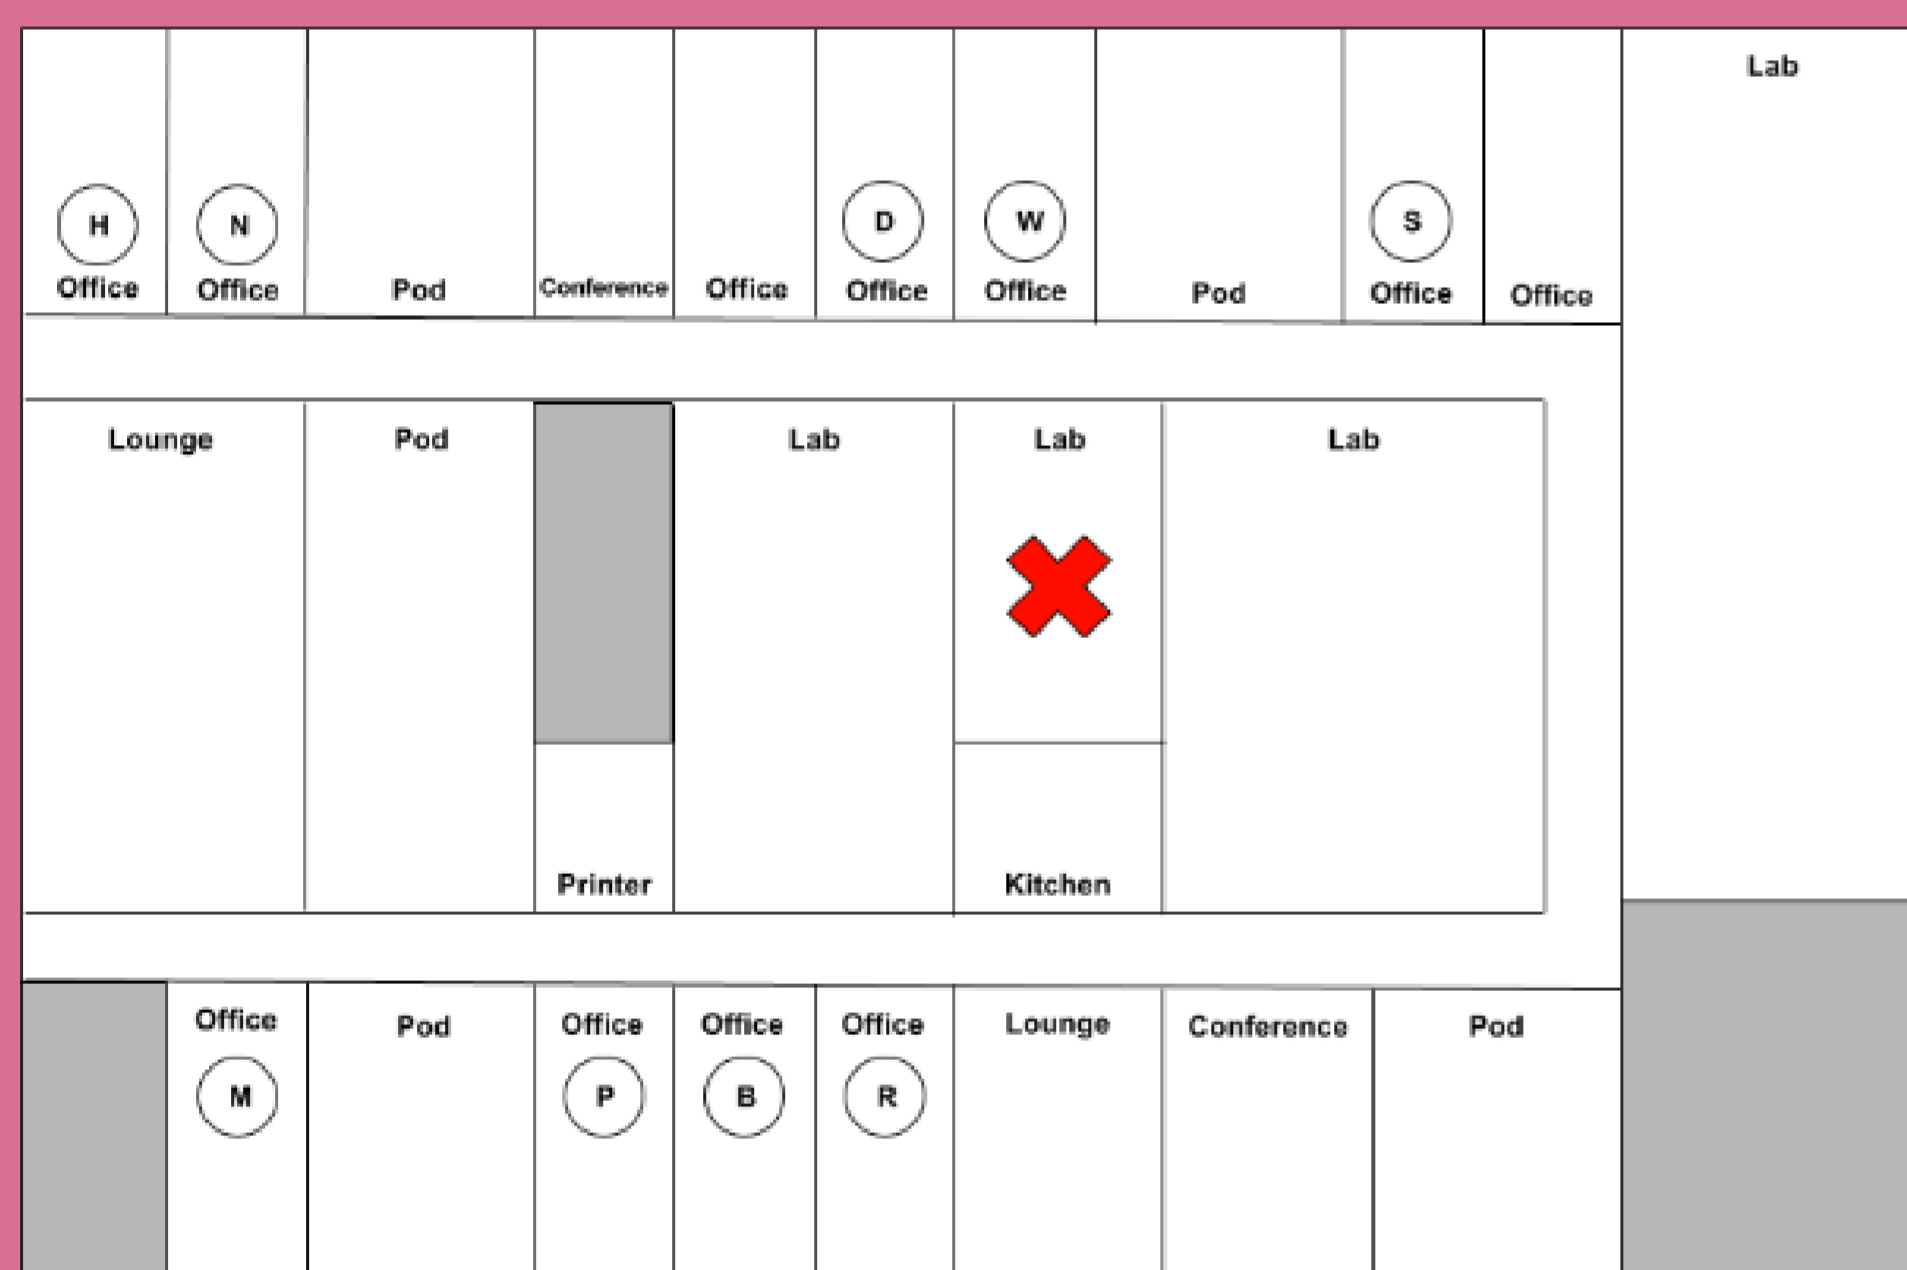 Lab
H N D W S
Office Office Pod Conference Office Office Office Pod Office Office
Lounge Pod Lab Lab Lab
Printer Kitchen
Office Pod Office Office Office Lounge Conference Pod
M P B R